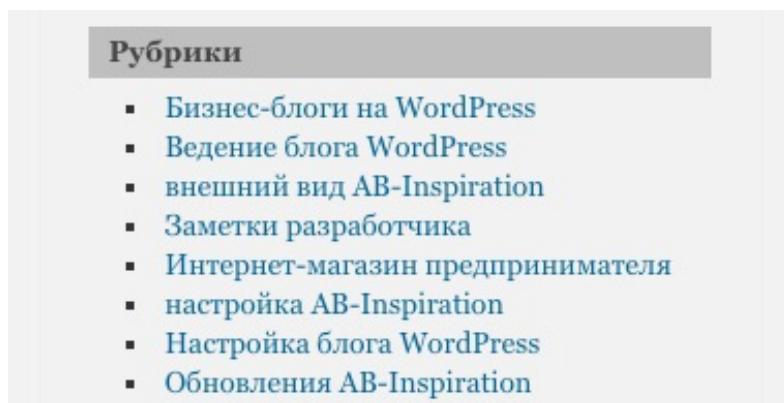 Рубрики
Бизнес-блоги на WordPress
Ведение блога WordPress
внешний вид AB-Inspiration
Заметки разработчика
Интернет-магазин предпринимателя
настройка AB-Inspiration
Настройка блога WordPress
Обновления AB-Inspiration